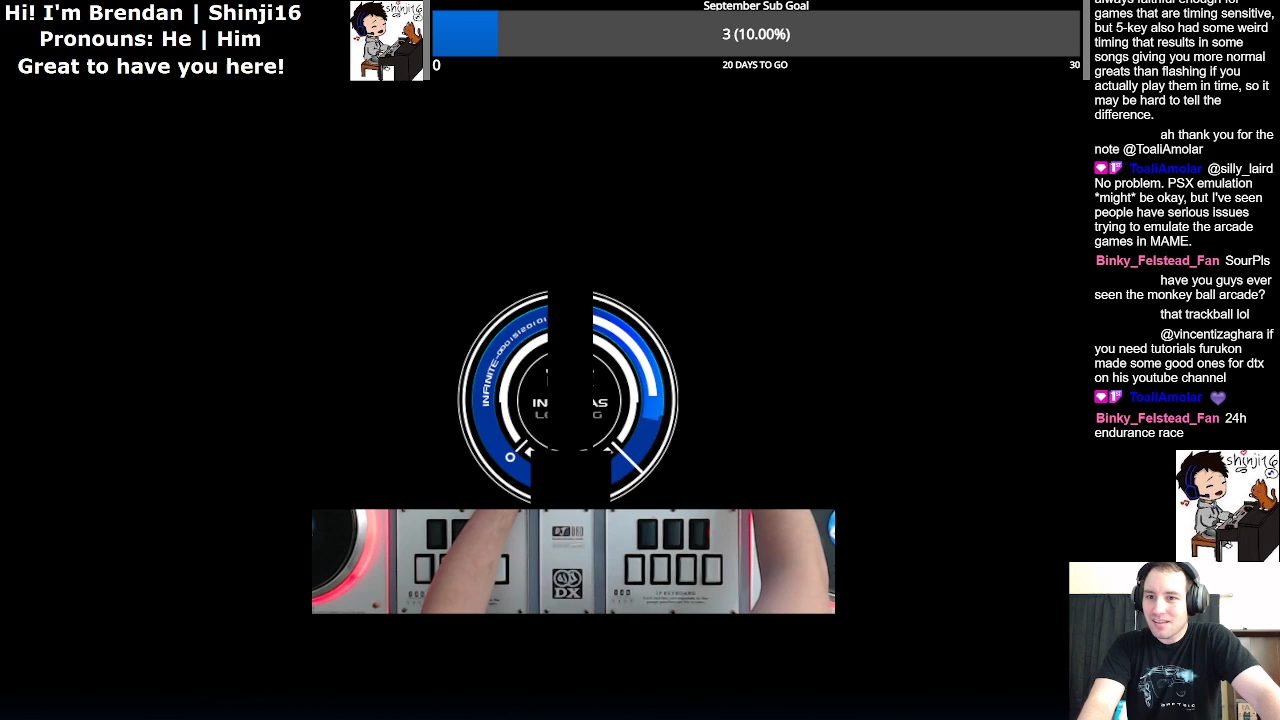 Hi! I'm Brendan | Shinji16
Pronouns: He | Him
Great to have you here!
shinji16
September Sub Goal
3 (10.00%)
0
20 DAYS TO GO
30
games that are timing sensitive,
but 5-key also had some weird
timing that results in some
songs giving you more normal
greats than flashing if you
actually play them in time, so it
may be hard to tell the
difference.
ah thank you for the
note @ToaliAmolar
ToaliAmolar @silly_laird
No problem. PSX emulation
*might* be okay, but I've seen
people have serious issues
trying to emulate the arcade
games in MAME.
Binky_Felstead_Fan SourPls
have you guys ever
seen the monkey ball arcade?
that trackball lol
@vincentizaghara if
you need tutorials furukon
made some good ones for dtx
on his youtube channel
ToaliAmolar
Binky_Felstead_Fan 24h
endurance race
INFINITE-000
DX
shinji16